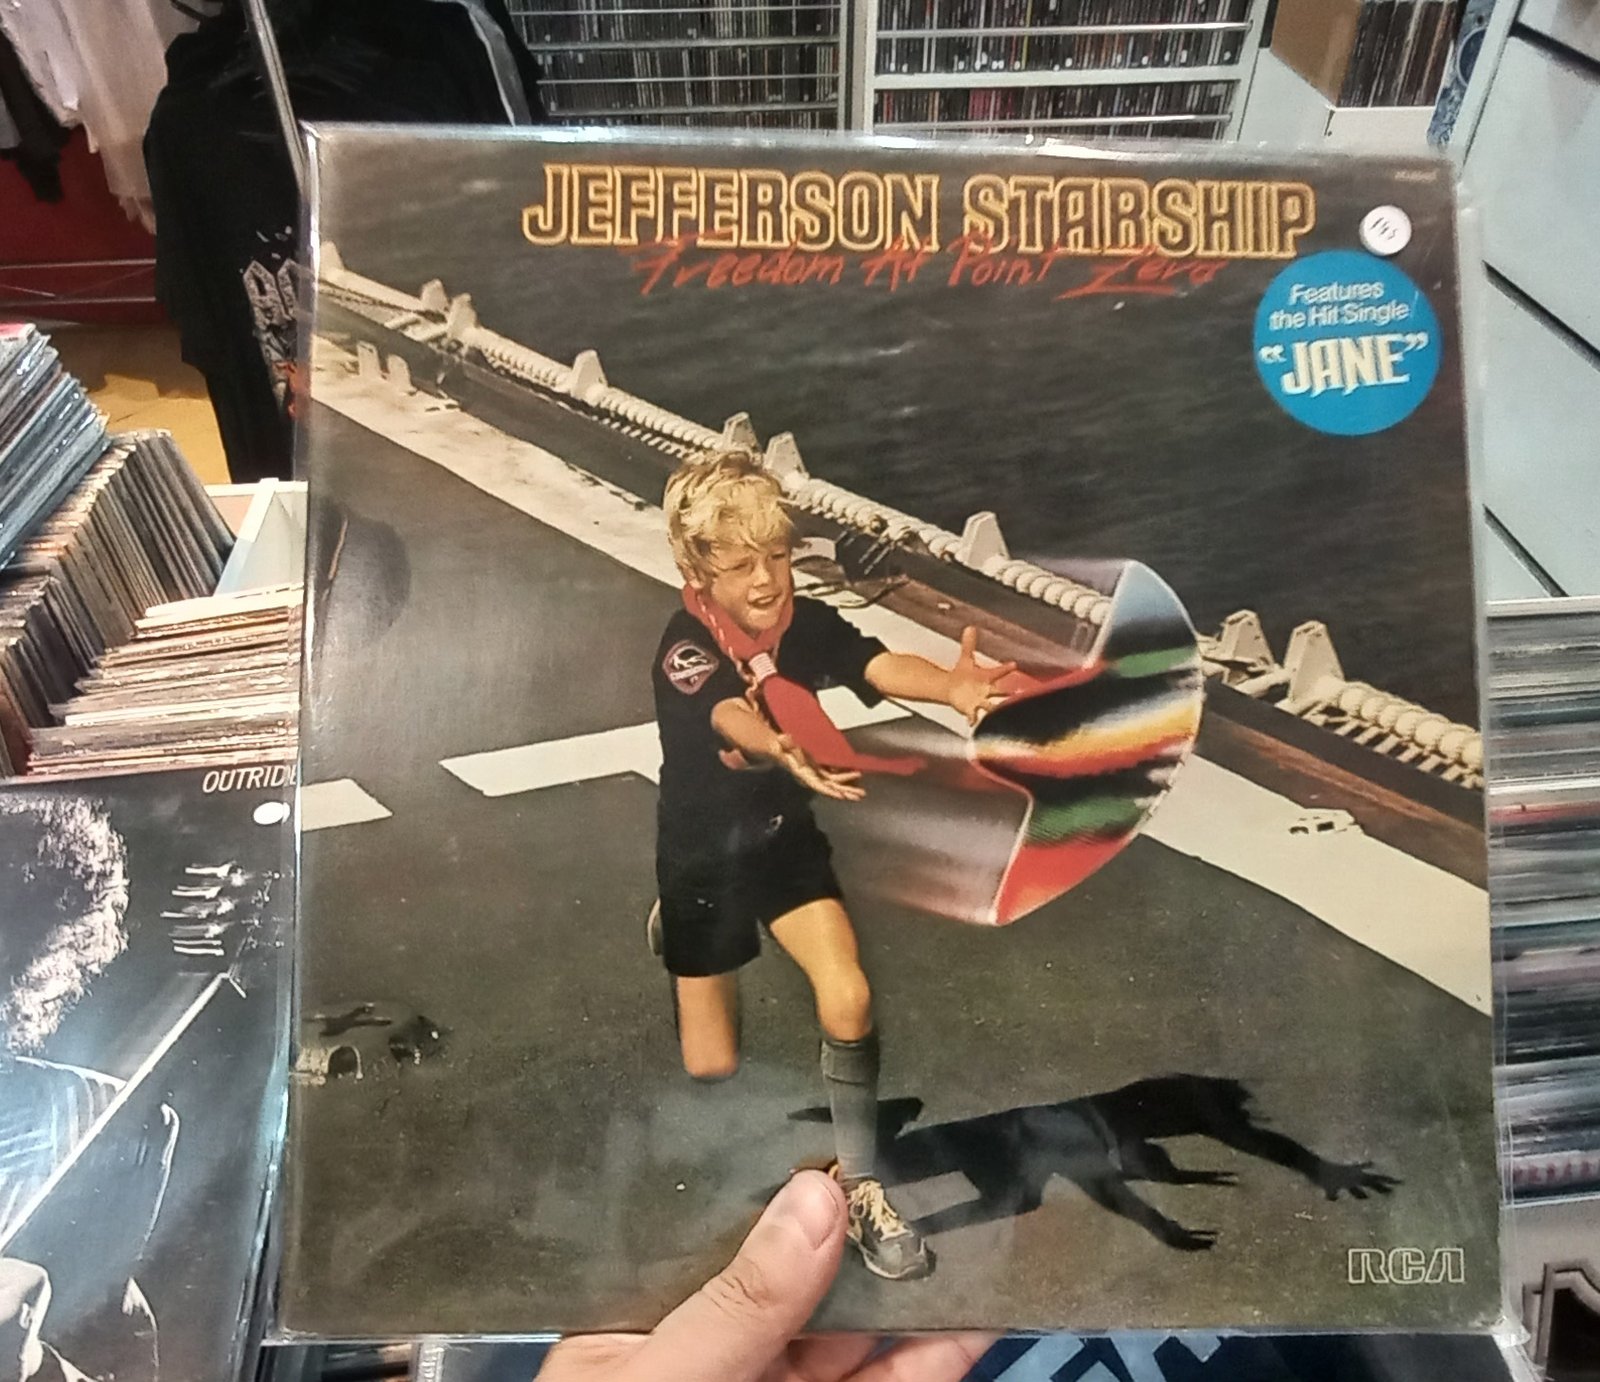 JEFFERSON STARSHIP
Freedom At Point Zero
Features
the Hit Single
"JANE"
OUTRID
RCA